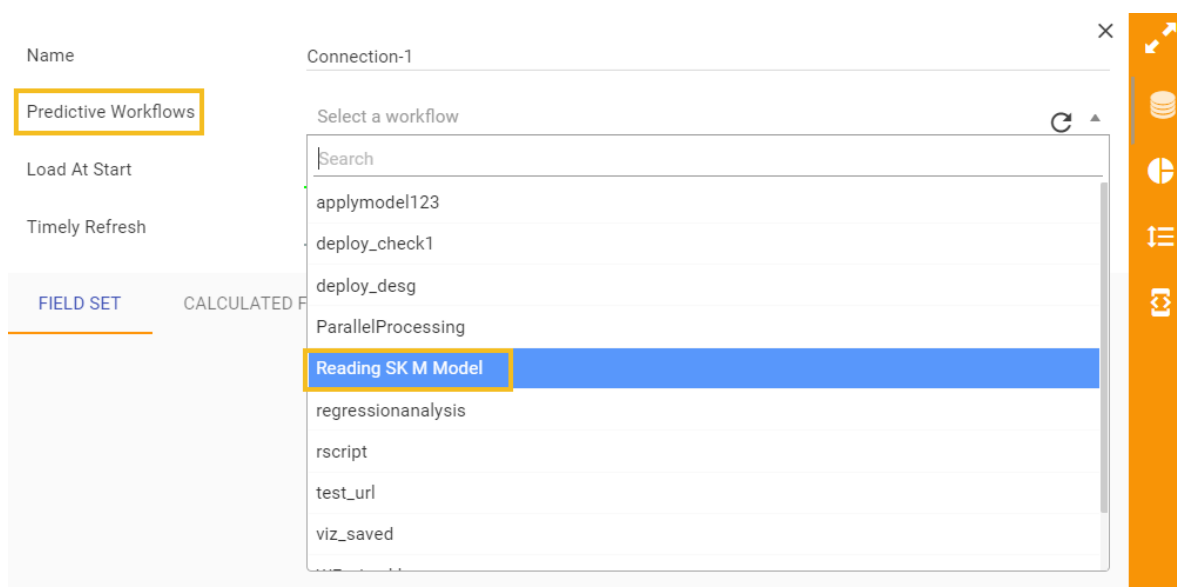 Name
Connection-1
Predictive Workflows
Select a workflow
Search
Load At Start
applymodel123
Timely Refresh
deploy_check1
deploy_desg
FIELD SET
CALCULATED F
ParallelProcessing
Reading SK M Model
regressionanalysis
rscript
test_url
viz_saved